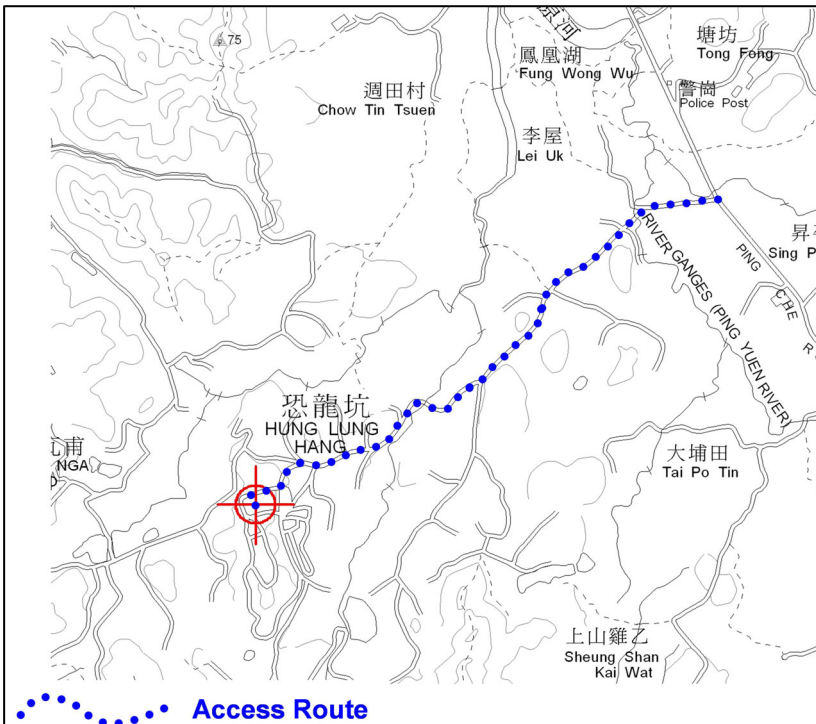 塘坊
Tong Fong
鳳凰湖
Fung Wong Wu
75
週田村
Chow Tin Tsuen
警崗
Police Post
李屋
Lei Uk
Sing P
RIVER GANGES (PING YUEN RIVER)
PING CHE R
恐龍坑
HUNG LUNG
HANG
NGA
大埔田
Tai Po Tin
上山雞乙
Sheung Shan
Kai Wat
Access Route